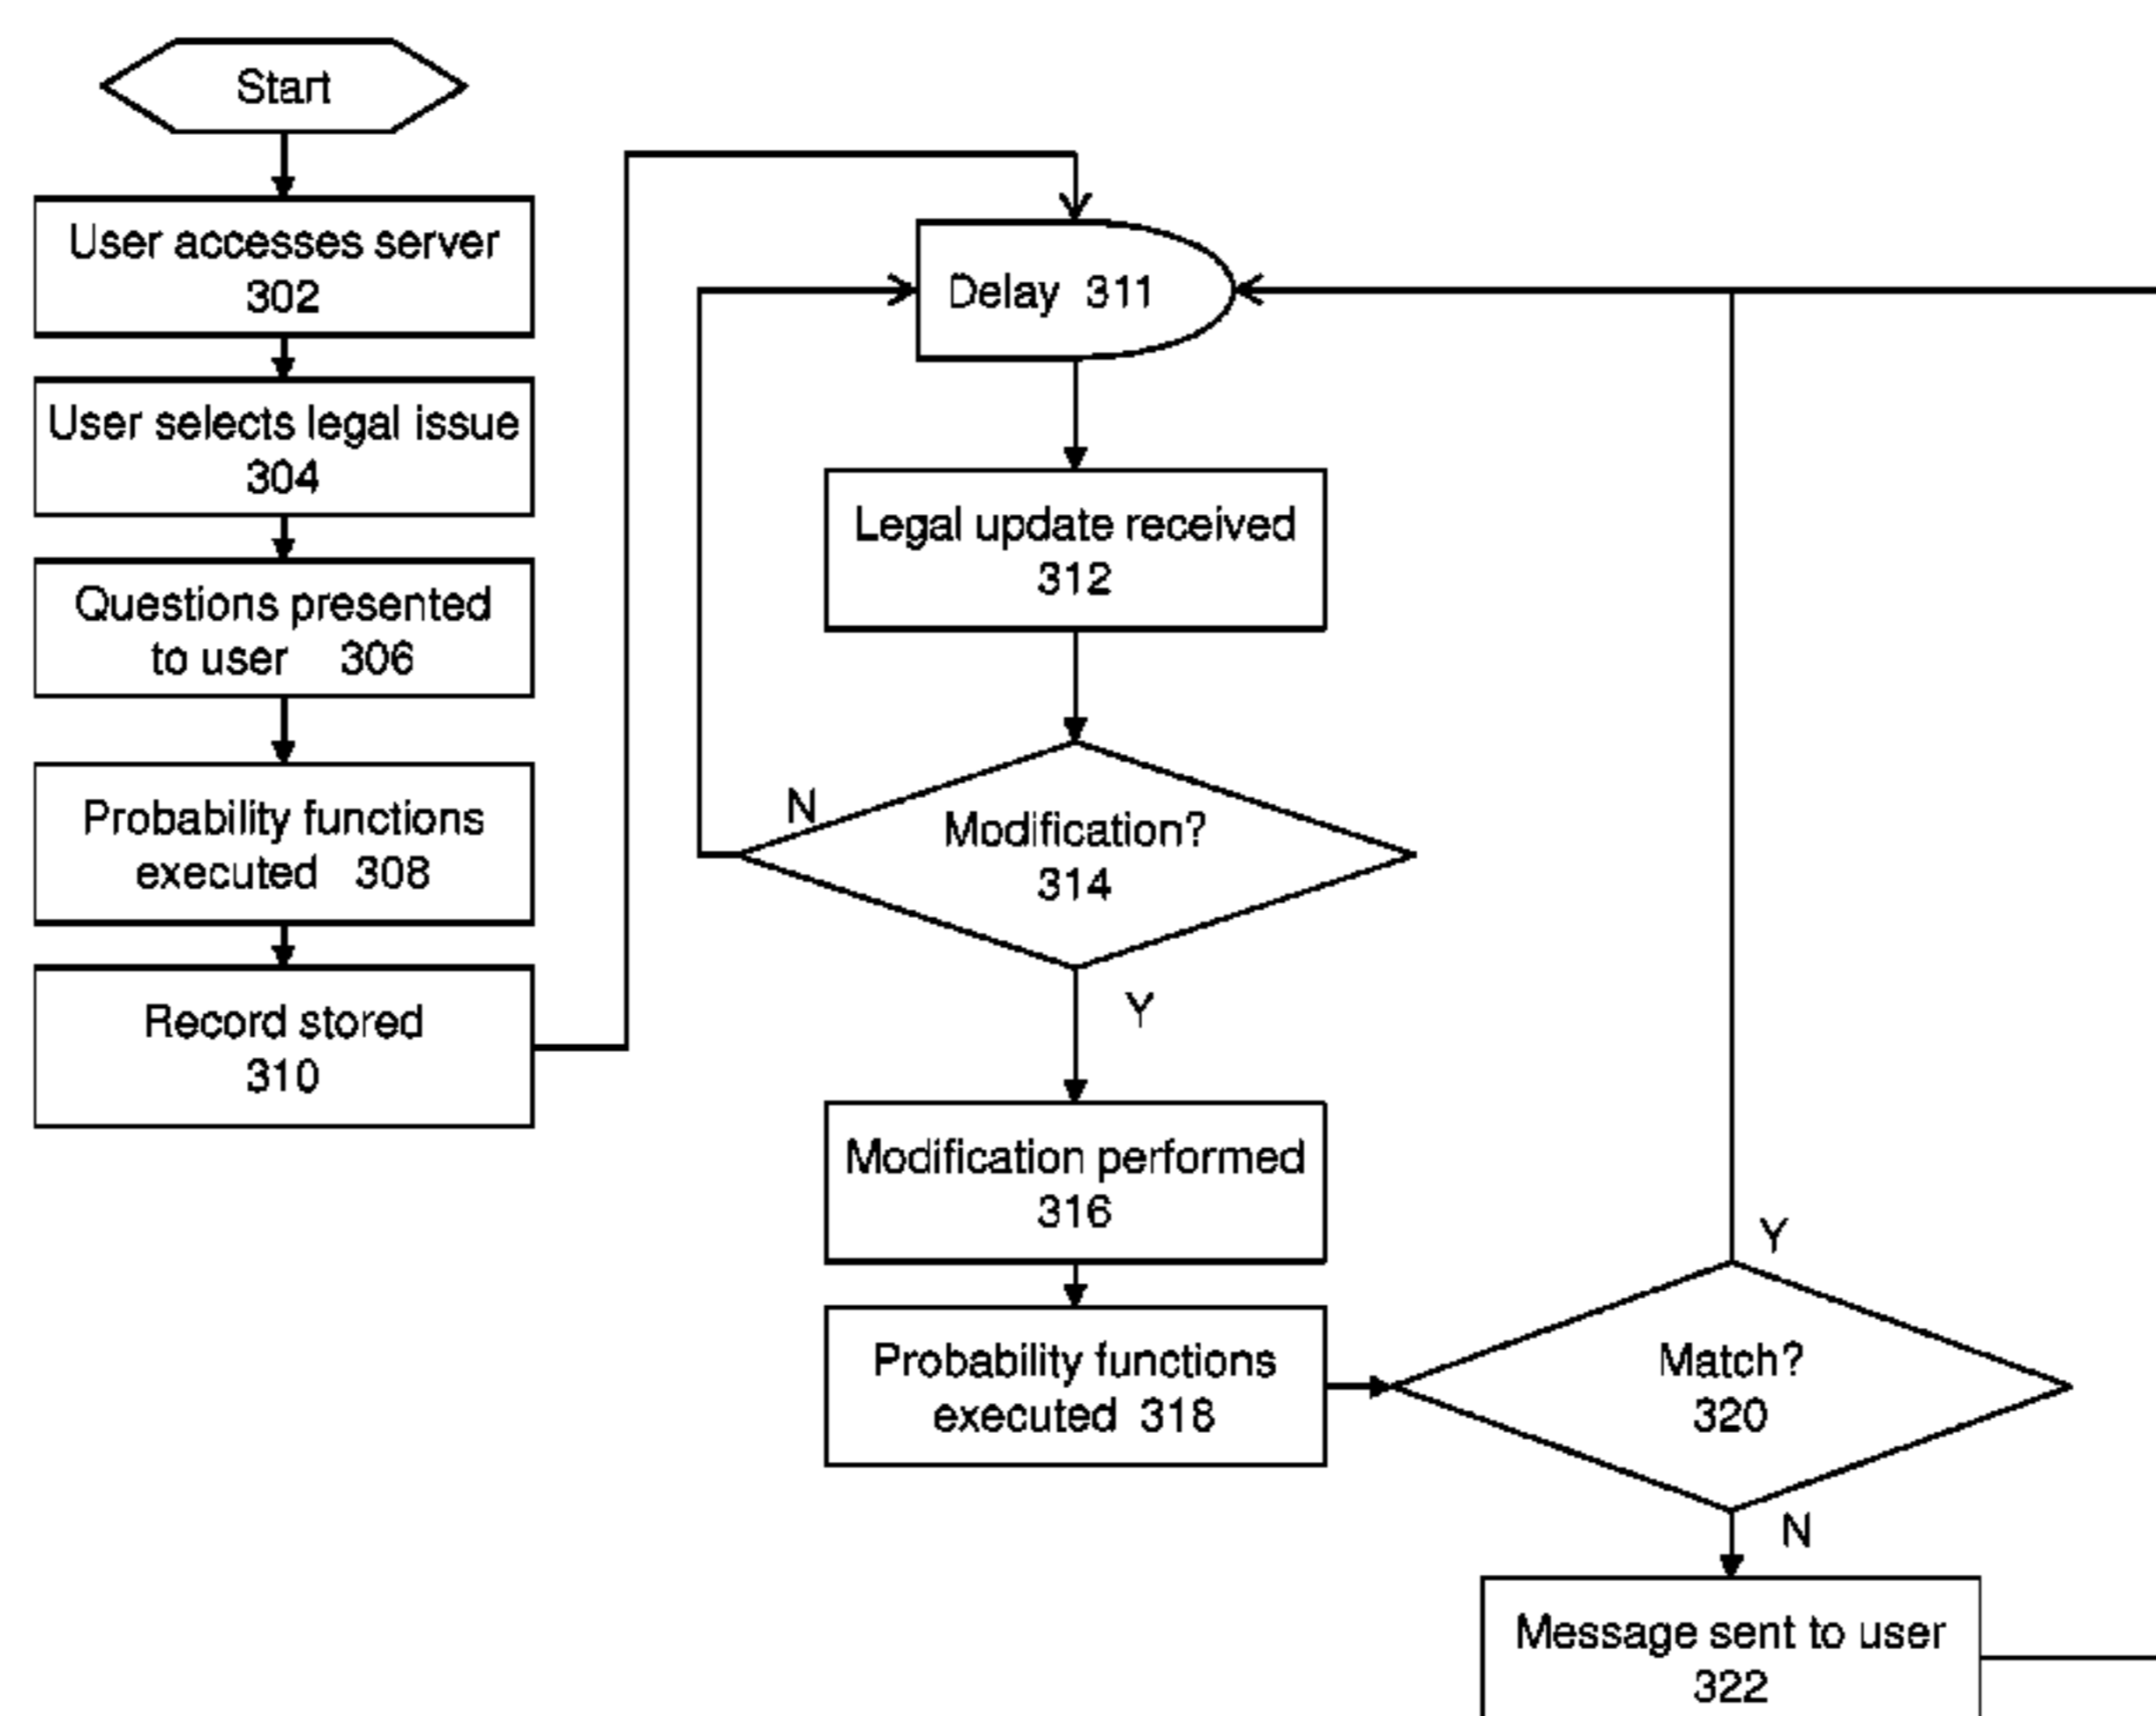 Start
User accesses server
302
User selects legal issue
304
Questions presented
to user 306
Probability functions
executed 308
Record stored
310
Delay 311
Legal update received
312
N
Modification?
314
Y
Modification performed
316
Probability functions
executed 318
Y
Match?
320
N
Message sent to user
322